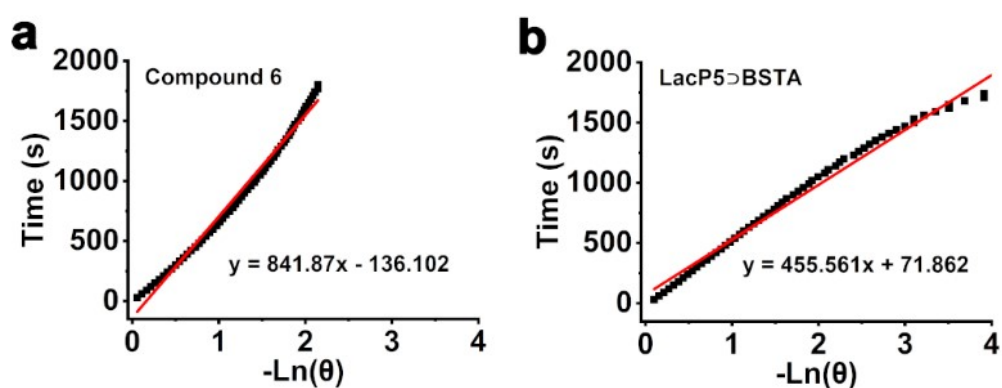 a
Compound 6
Time (s)
2000
1500
1000
500
0
y = 841.87x - 136.102
0 1 2 3 4
-Ln(θ)
b
LacP5⊃BSTA
Time (s)
2000
1500
1000
500
0
y = 455.561x + 71.862
0 1 2 3 4
-Ln(θ)